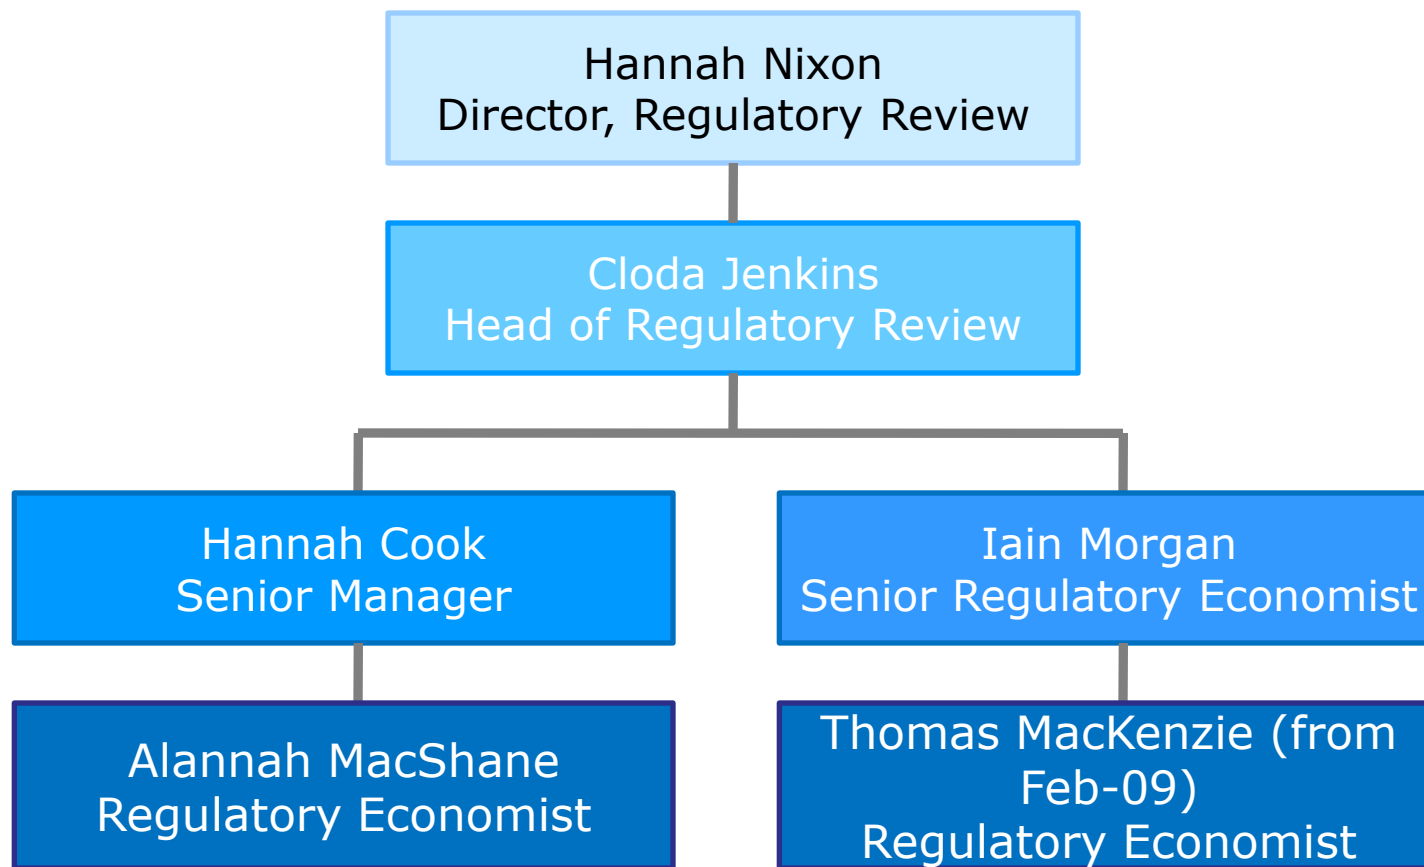 Hannah Nixon
Director, Regulatory Review
Cloda Jenkins
Head of Regulatory Review
Hannah Cook
Senior Manager
Iain Morgan
Senior Regulatory Economist
Alannah MacShane
Regulatory Economist
Thomas MacKenzie (from
Feb-09)
Regulatory Economist